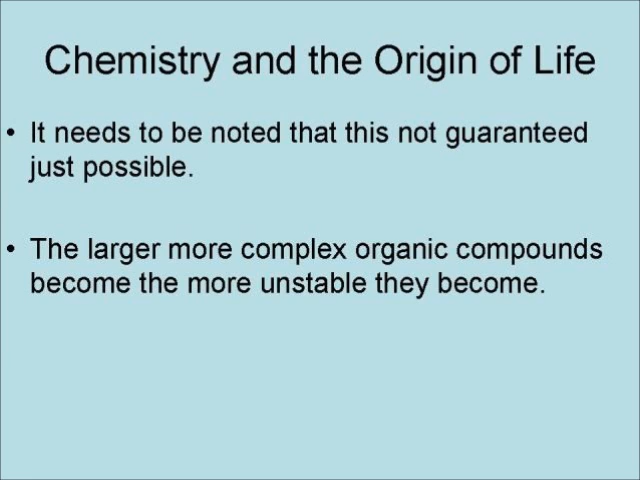 Chemistry and the Origin of Life
• It needs to be noted that this not guaranteed
just possible.
• The larger more complex organic compounds
become the more unstable they become.